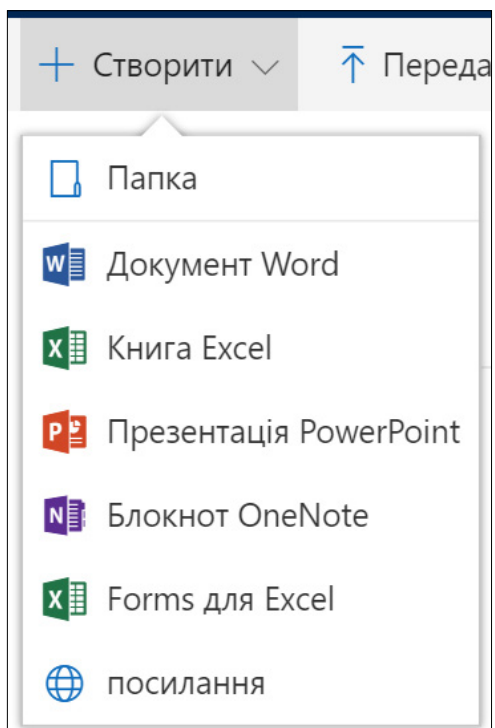 Створити Переда
Папка
Документ Word
Книга Excel
Презентація PowerPoint
Блокнот OneNote
Forms для Excel
посилання